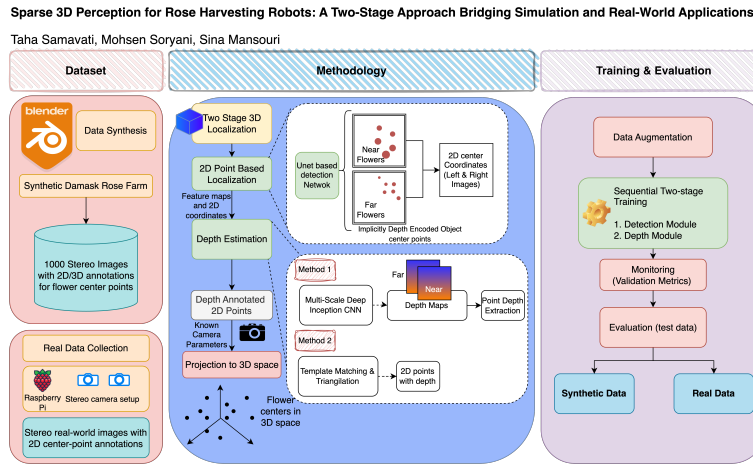 Sparse 3D Perception for Rose Harvesting Robots: A Two-Stage Approach Bridging Simulation and Real-World Applications
Taha Samavati, Mohsen Soryani, Sina Mansouri
Dataset
Methodology
Training & Evaluation
blender
Data Synthesis
Synthetic Damask Rose Farm
1000 Stereo Images
with 2D/3D annotations
for flower center points
Real Data Collection
Raspberry
Pi
Stereo camera setup
Stereo real-world images with
2D center-point annotations
Two Stage 3D
Localization
2D Point Based
Localization
Feature maps
and 2D
coordinates
Depth Estimation
Depth Annotated
2D Points
Known
Camera
Parameters
Projection to 3D space
Flower
centers in
3D space
Unet based
detection
Netwok
Near
Flowers
Far
Flowers
2D center
Coordinates
(Left & Right
Images)
Implicitly Depth Encoded Object
center points
Method 1
Multi-Scale Deep
Inception CNN
Far
Near
Depth Maps
Point Depth
Extraction
Method 2
Template Matching &
Triangilation
2D points
with depth
Data Augmentation
Sequential Two-stage
Training
1. Detection Module
2. Depth Module
Monitoring
(Validation Metrics)
Evaluation (test data)
Synthetic Data
Real Data